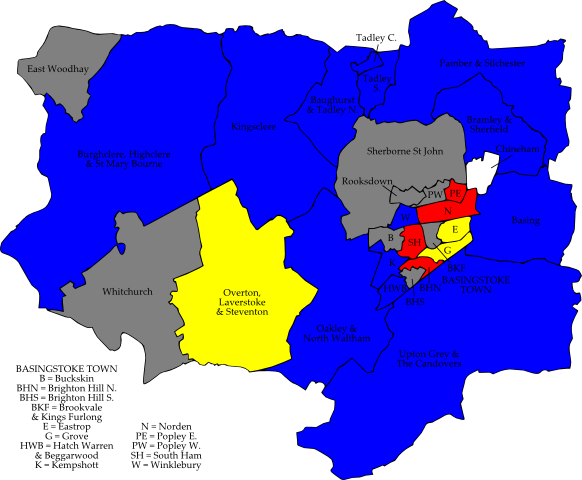 Tadley C.
East Woodhay
Pamber & Silchester
Tadley
S.
Baughurst
& Tadley N.
Kingsclere
Bramley &
Sherfield
Chineham
Burghclere, Highclere
& St Mary Bourne
Sherborne St John
Rooksdown
PW
PE
N
W
Basing
E
B
SH
G
K
BKF
BASINGSTOKE
TOWN
HWB
BHN
BHS
Whitchurch
Overton,
Laverstoke
& Steventon
Oakley &
North Waltham
Upton Grey &
The Candovers
BASINGSTOKE TOWN
B = Buckskin
BHN = Brighton Hill N.
BHS = Brighton Hill S.
BKF = Brookvale
& Kings Furlong
E = Eastrop
G = Grove
HWB = Hatch Warren
& Beggarwood
K = Kempshott
N = Norden
PE = Popley E.
PW = Popley W.
SH = South Ham
W = Winklebury